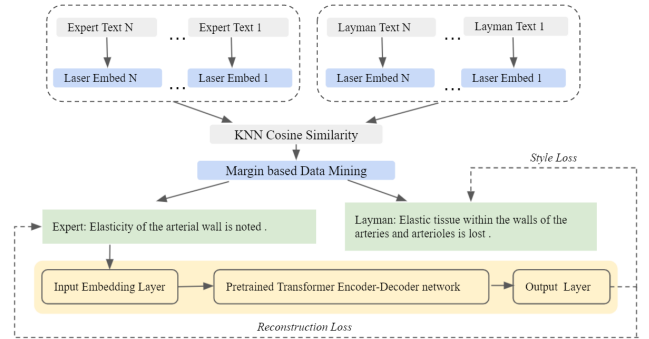 Expert Text N ... Expert Text 1
Layman Text N ... Layman Text 1
Laser Embed N ... Laser Embed 1
Laser Embed N ... Laser Embed 1
KNN Cosine Similarity
Margin based Data Mining
Style Loss
Expert: Elasticity of the arterial wall is noted .
Layman: Elastic tissue within the walls of the
arteries and arterioles is lost .
Input Embedding Layer
Pretrained Transformer Encoder-Decoder network
Output Layer
Reconstruction Loss